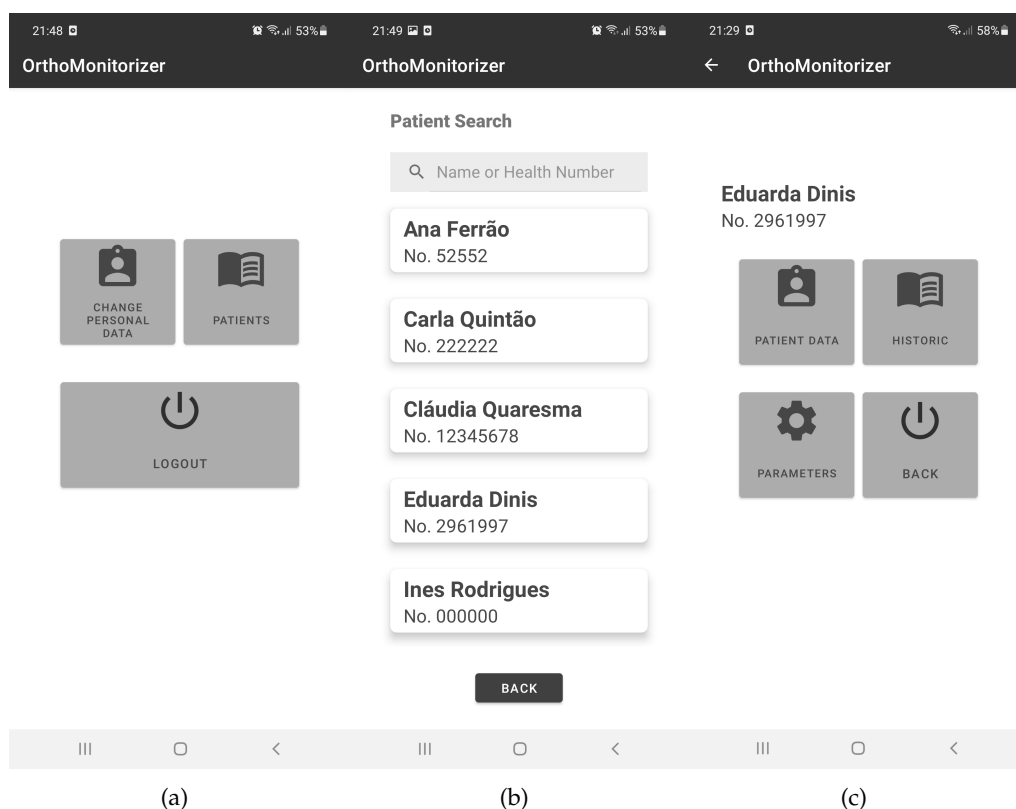 21:48
53%
OrthoMonitorizer
CHANGE
PERSONAL
DATA
PATIENTS
LOGOUT
(a)
21:49
53%
OrthoMonitorizer
Patient Search
Name or Health Number
Ana Ferrão
No. 52552
Carla Quintão
No. 222222
Cláudia Quaresma
No. 12345678
Eduarda Dinis
No. 2961997
Ines Rodrigues
No. 000000
BACK
(b)
21:29
58%
OrthoMonitorizer
Eduarda Dinis
No. 2961997
PATIENT DATA
HISTORIC
PARAMETERS
BACK
(c)